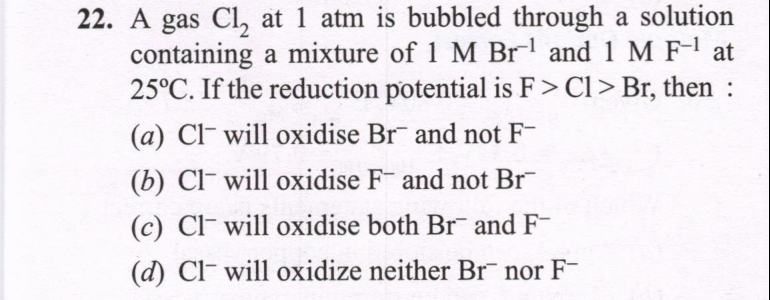 22. A gas Cl₂ at 1 atm is bubbled through a solution
containing a mixture of 1 M Br⁻¹ and 1 M F⁻¹ at
25ºC. If the reduction potential is F > Cl > Br, then :
(a) Cl⁻ will oxidise Br⁻ and not F⁻
(b) Cl⁻ will oxidise F⁻ and not Br⁻
(c) Cl⁻ will oxidise both Br⁻ and F⁻
(d) Cl⁻ will oxidize neither Br⁻ nor F⁻